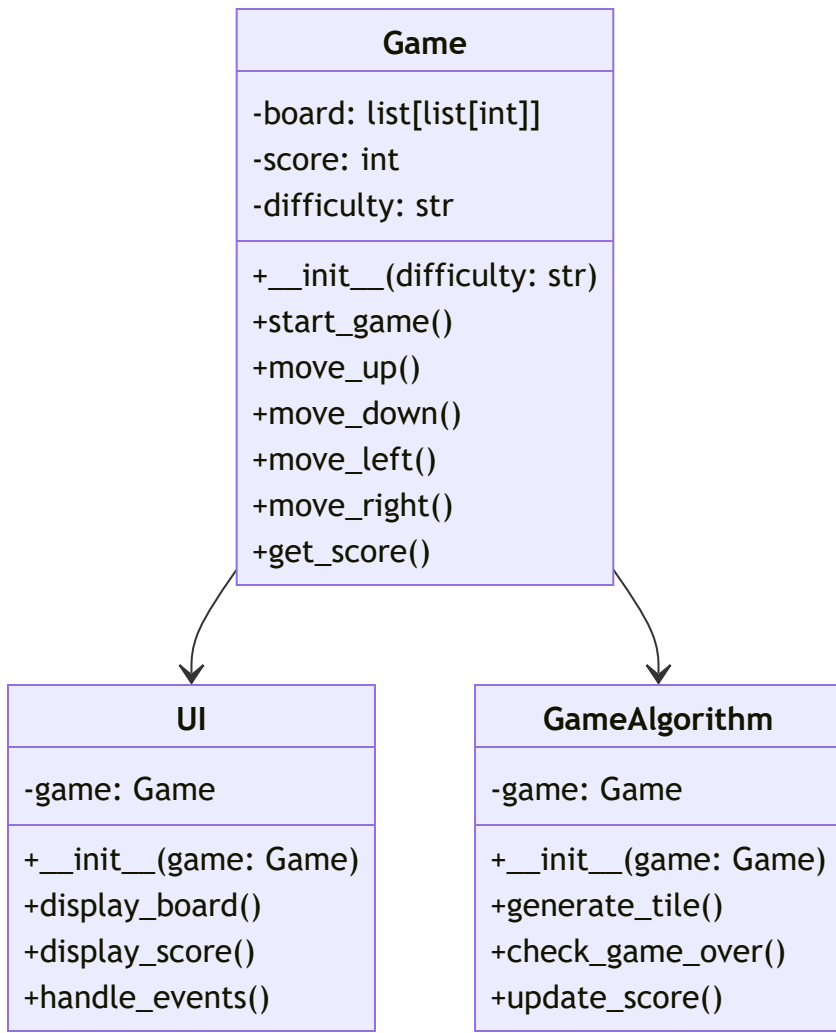 Game
-board: list[list[int]]
-score: int
-difficulty: str
+__init__(difficulty: str)
+start_game()
+move_up()
+move_down()
+move_left()
+move_right()
+get_score()
UI
-game: Game
+__init__(game: Game)
+display_board()
+display_score()
+handle_events()
GameAlgorithm
-game: Game
+__init__(game: Game)
+generate_tile()
+check_game_over()
+update_score()